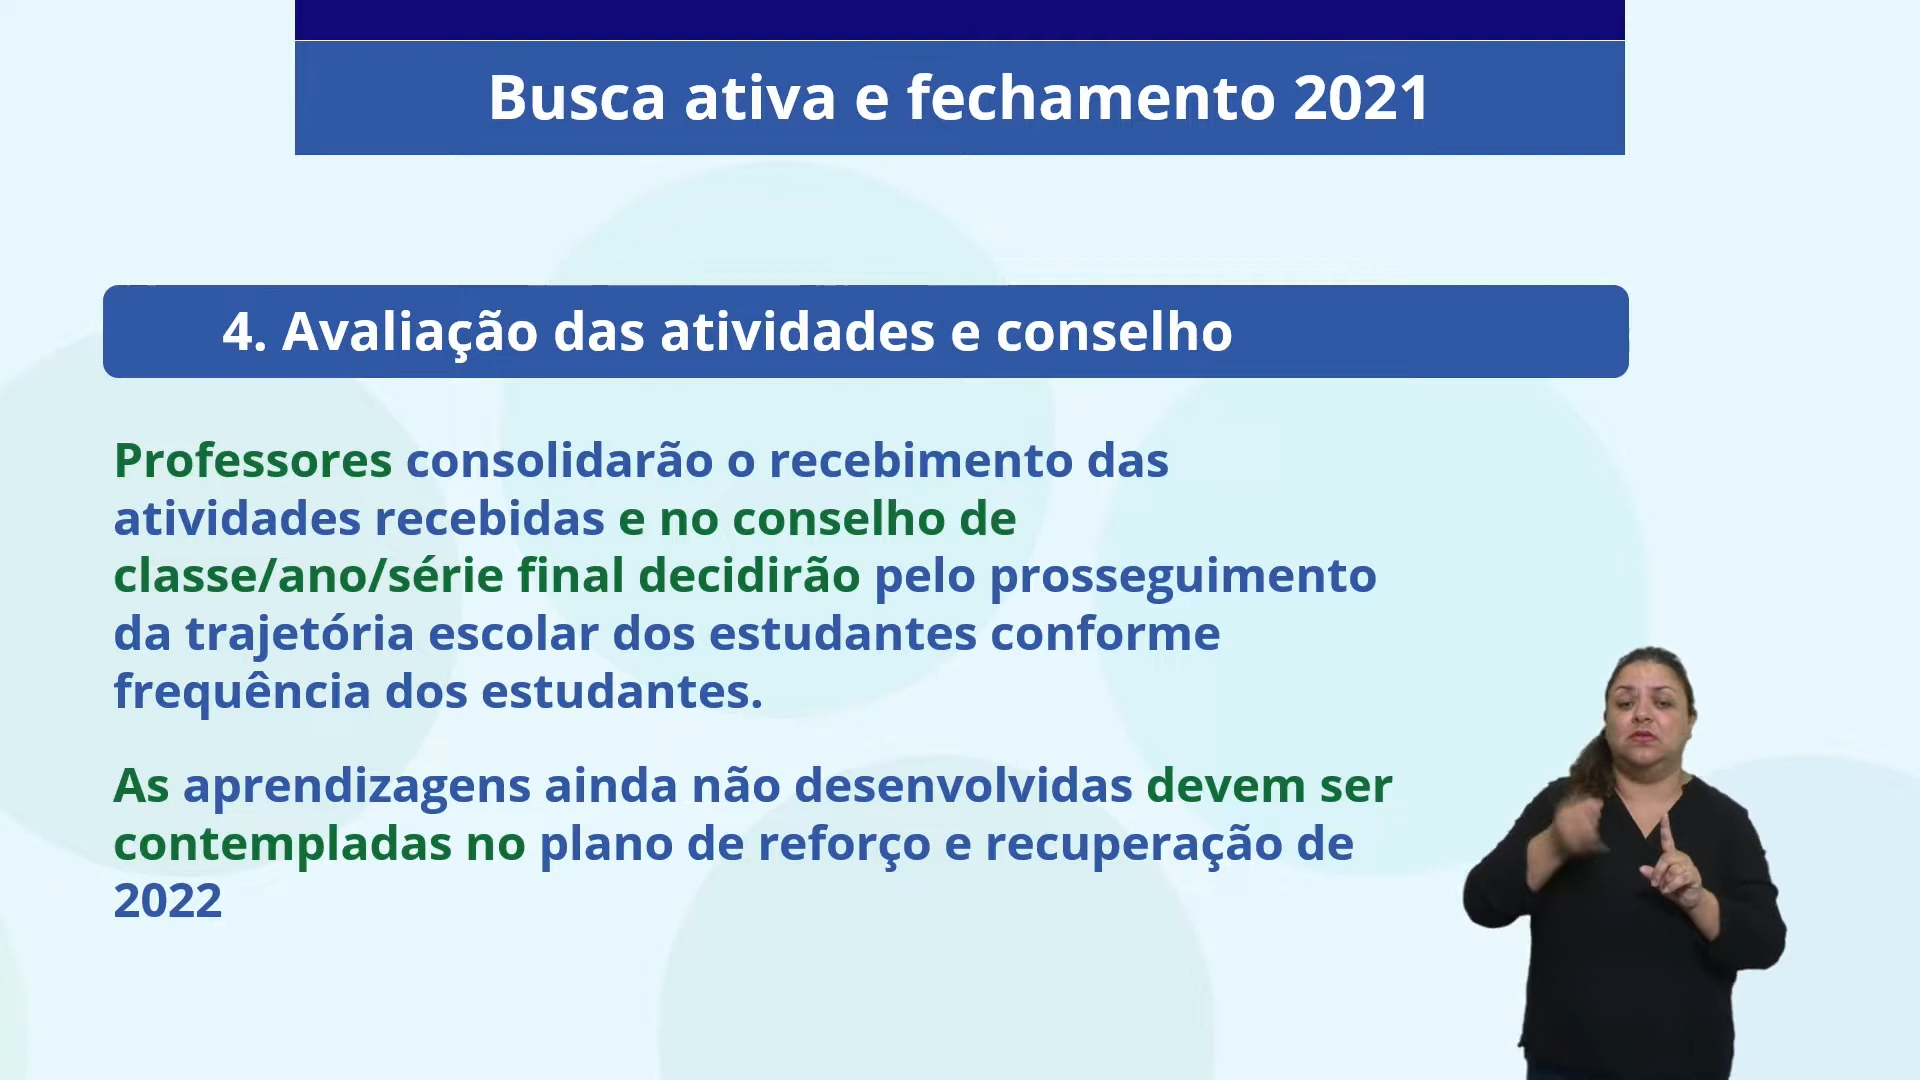 Busca ativa e fechamento 2021
4. Avaliação das atividades e conselho
Professores consolidarão o recebimento das
atividades recebidas e no conselho de
classe/ano/série final decidirão pelo prosseguimento
da trajetória escolar dos estudantes conforme
frequência dos estudantes.
As aprendizagens ainda não desenvolvidas devem ser
contempladas no plano de reforço e recuperação de
2022